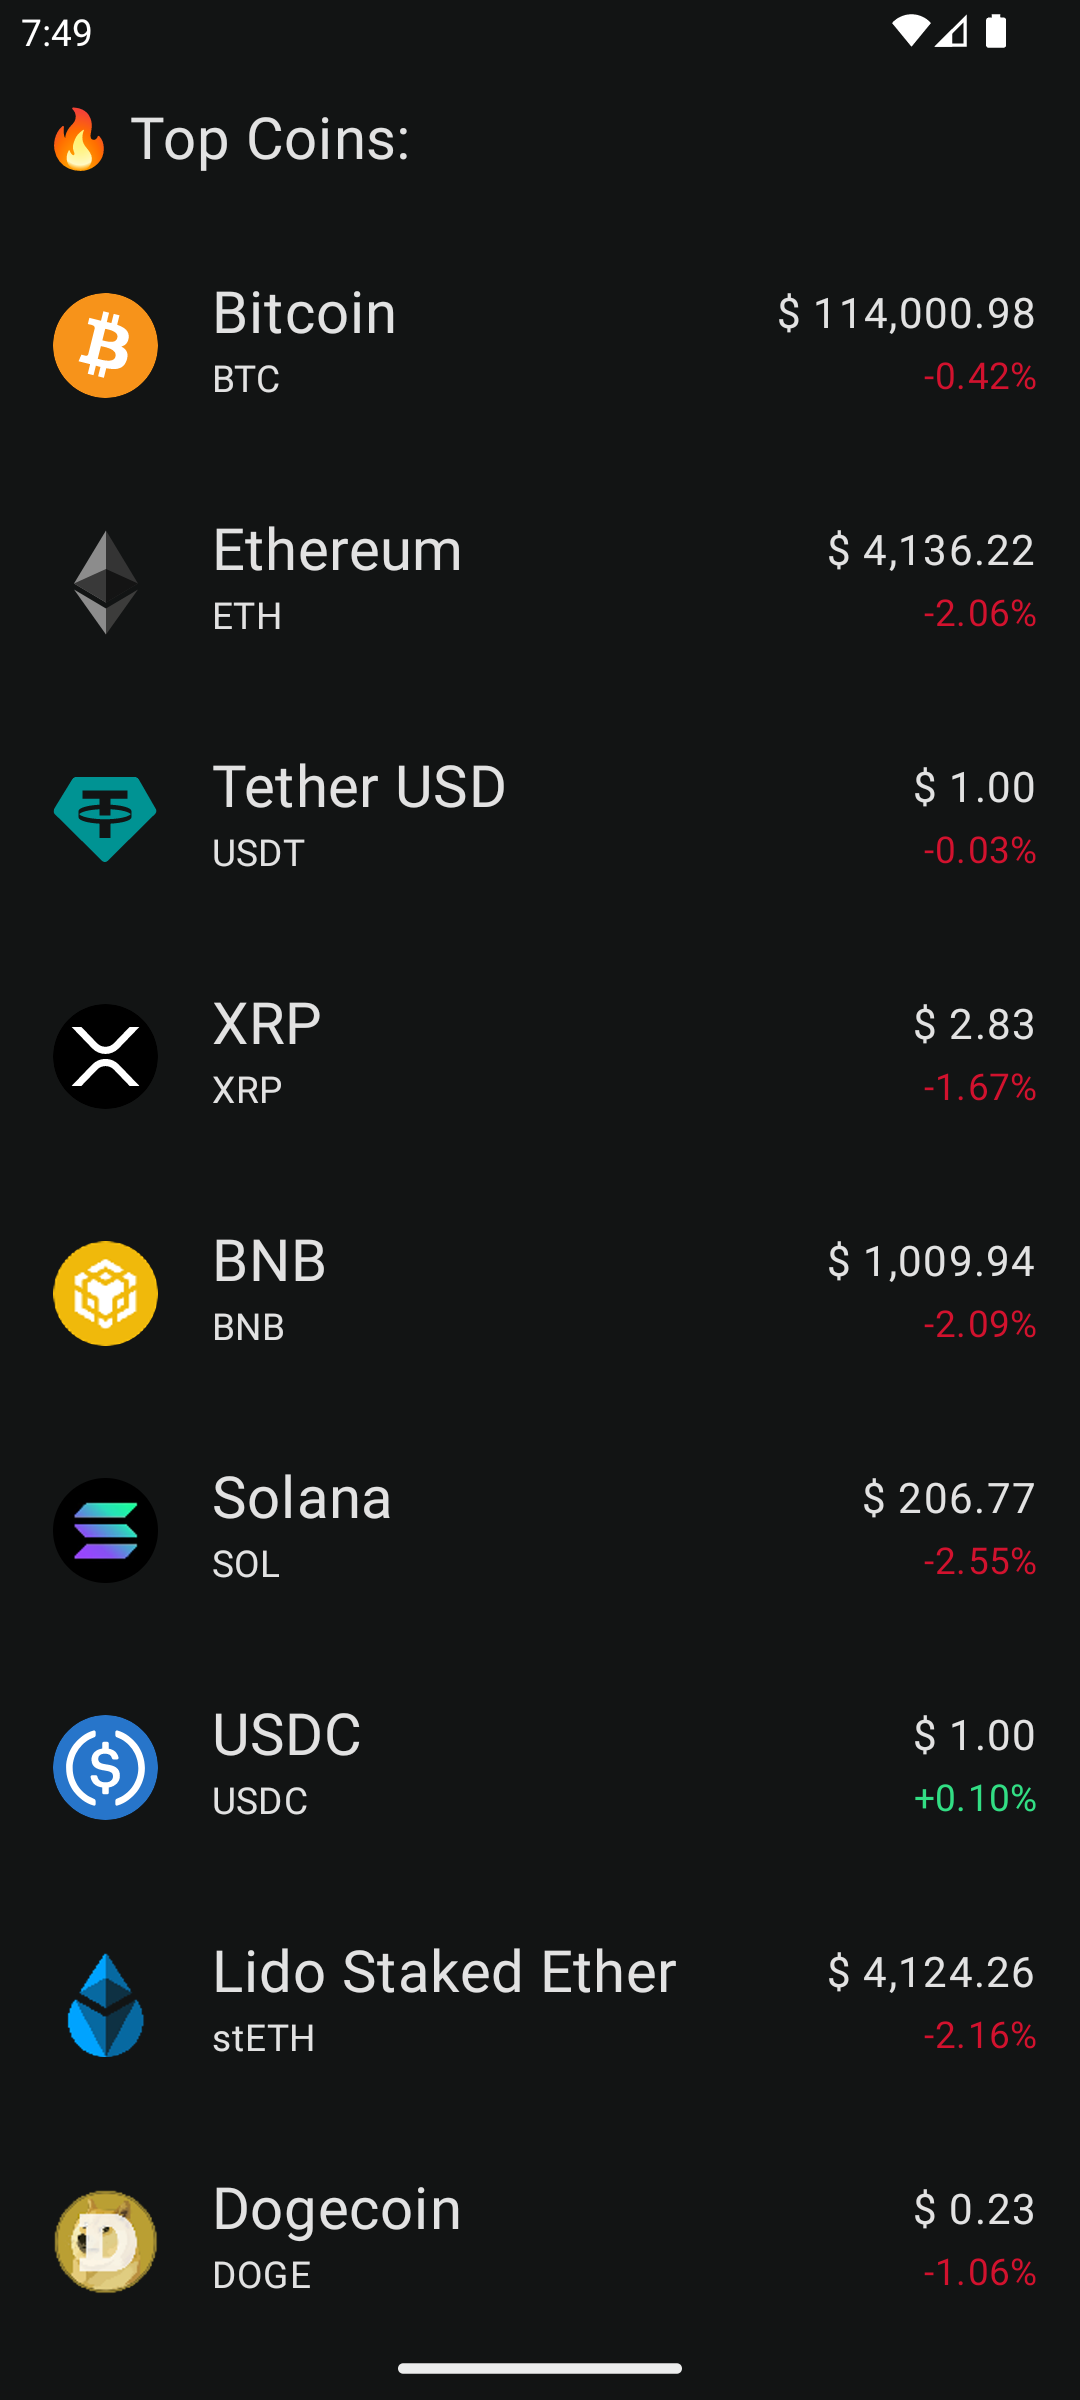 7:49
🔥 Top Coins:
Bitcoin
$ 114,000.98
BTC
-0.42%
Ethereum
$ 4,136.22
ETH
-2.06%
Tether USD
$ 1.00
USDT
-0.03%
XRP
$ 2.83
XRP
-1.67%
BNB
$ 1,009.94
BNB
-2.09%
Solana
$ 206.77
SOL
-2.55%
USDC
$ 1.00
USDC
+0.10%
Lido Staked Ether
$ 4,124.26
stETH
-2.16%
Dogecoin
$ 0.23
DOGE
-1.06%